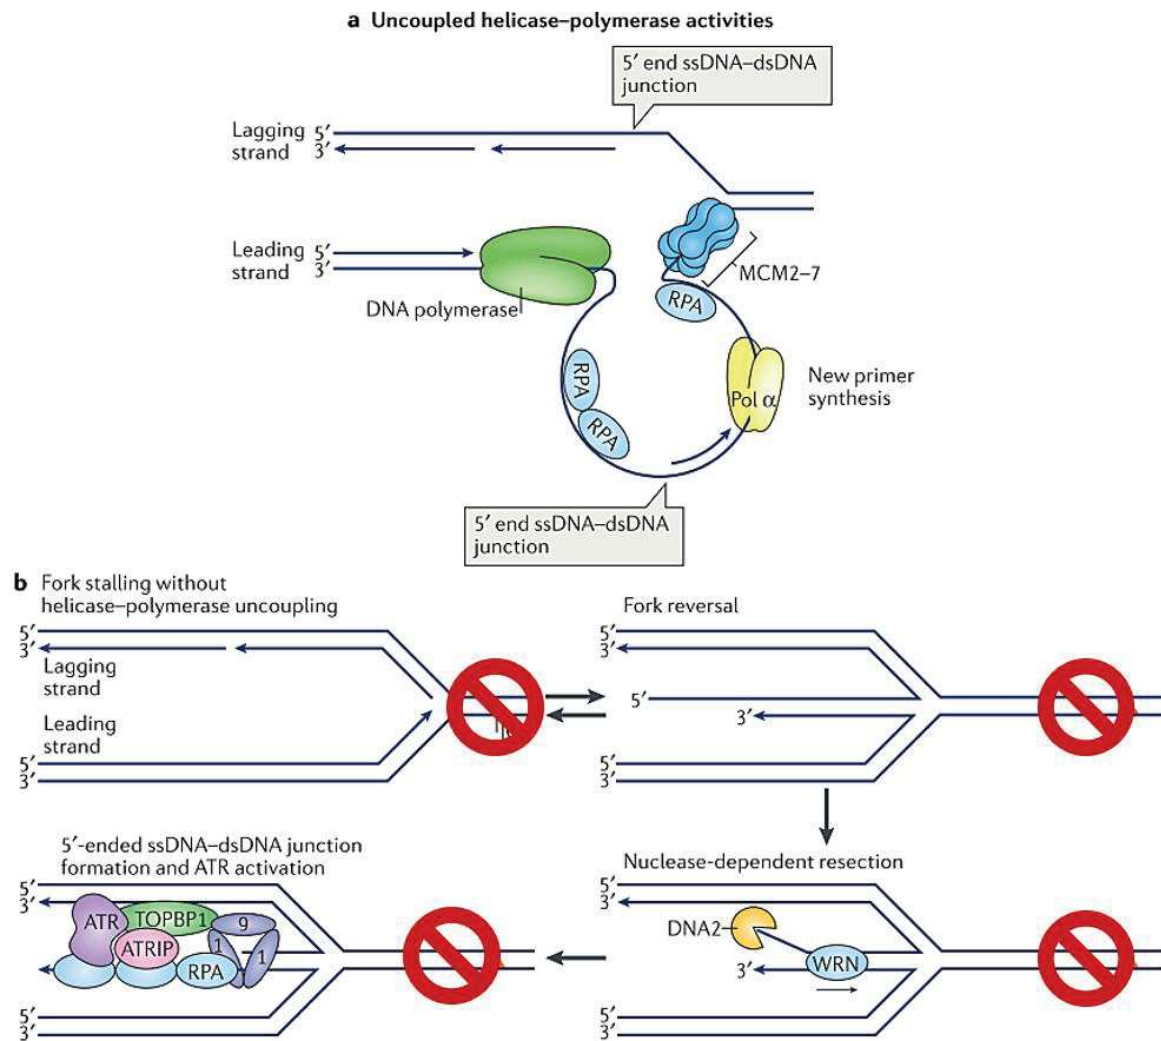 a Uncoupled helicase–polymerase activities
5′ end ssDNA–dsDNA
junction
Lagging 5′
strand 3′
Leading 5′
strand 3′
DNA polymerase
MCM2–7
RPA
RPA
RPA
Pol α
New primer
synthesis
5′ end ssDNA–dsDNA
junction
b Fork stalling without
helicase–polymerase uncoupling
5′
3′
Lagging
strand
Leading
strand
5′
3′
Fork reversal
5′
3′
5′
3′
5′
3′
5′-ended ssDNA–dsDNA junction
formation and ATR activation
5′
3′
ATR
TOPBP1
9
ATRIP
1
1
RPA
5′
3′
Nuclease-dependent resection
5′
3′
DNA2
3′
WRN
5′
3′